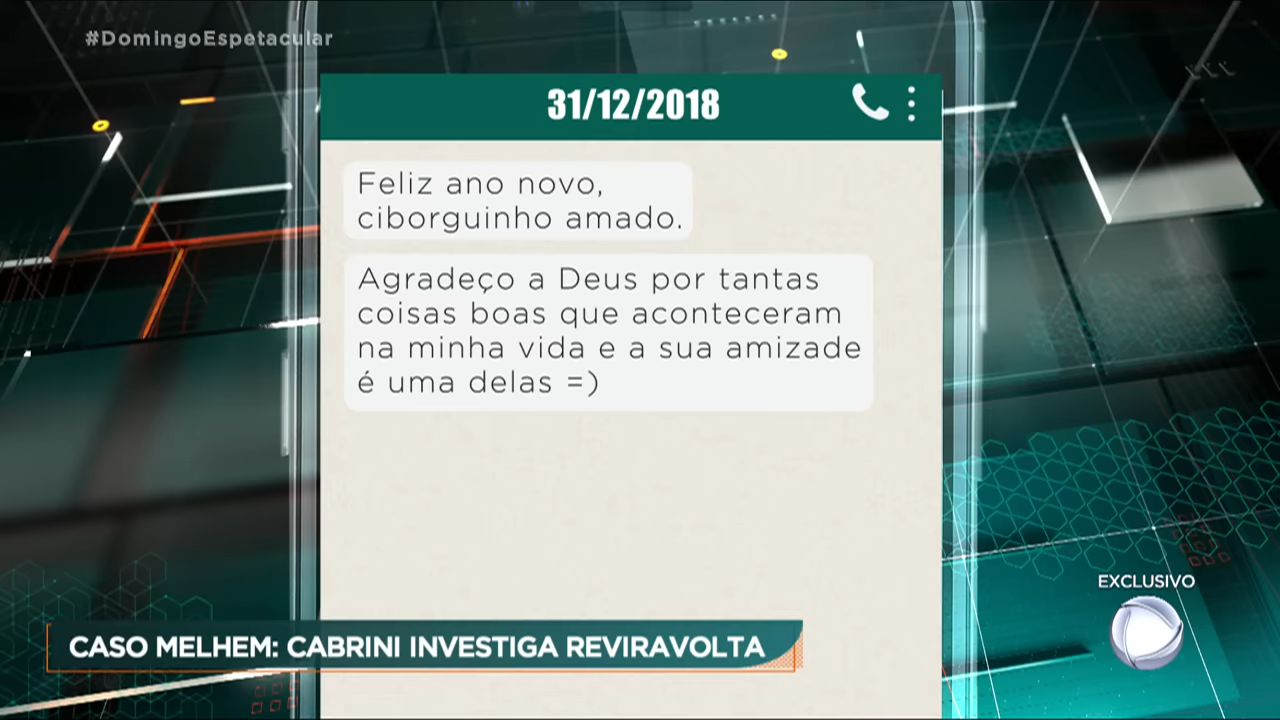 #DomingoEspetacular
31/12/2018
Feliz ano novo,
ciborguinho amado.
Agradeço a Deus por tantas
coisas boas que aconteceram
na minha vida e a sua amizade
é uma delas =)
EXCLUSIVO
CASO MELHEM: CABRINI INVESTIGA REVIRAVOLTA